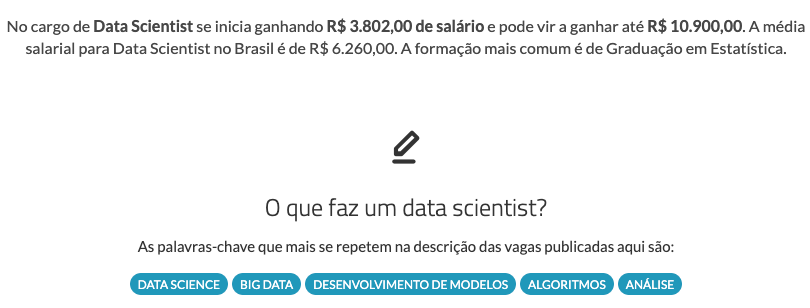 No cargo de Data Scientist se inicia ganhando R$ 3.802,00 de salário e pode vir a ganhar até R$ 10.900,00. A média
salarial para Data Scientist no Brasil é de R$ 6.260,00. A formação mais comum é de Graduação em Estatística.
O que faz um data scientist?
As palavras-chave que mais se repetem na descrição das vagas publicadas aqui são:
DATA SCIENCE BIG DATA DESENVOLVIMENTO DE MODELOS ALGORITMOS ANÁLISE